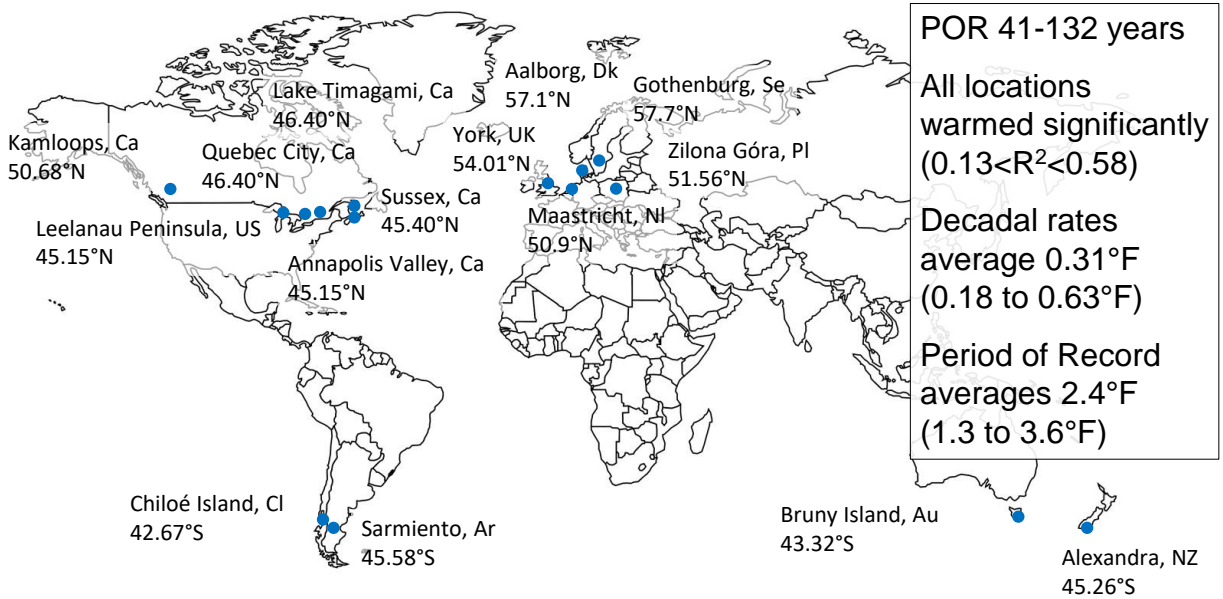 Lake Timagami, Ca
46.40°N
Aalborg, Dk
57.1°N
Gothenburg, Se
57.7°N
Kamloops, Ca
50.68°N
Quebec City, Ca
46.40°N
York, UK
54.01°N
Zilona Góra, Pl
51.56°N
Leelanau Peninsula, US
45.15°N
Sussex, Ca
45.40°N
Maastricht, Nl
50.9°N
Annapolis Valley, Ca
45.15°N
Chiloé Island, Cl
42.67°S
Sarmiento, Ar
45.58°S
Bruny Island, Au
43.32°S
Alexandra, NZ
45.26°S
POR 41-132 years
All locations
warmed significantly
(0.13<R²<0.58)
Decadal rates
average 0.31°F
(0.18 to 0.63°F)
Period of Record
averages 2.4°F
(1.3 to 3.6°F)